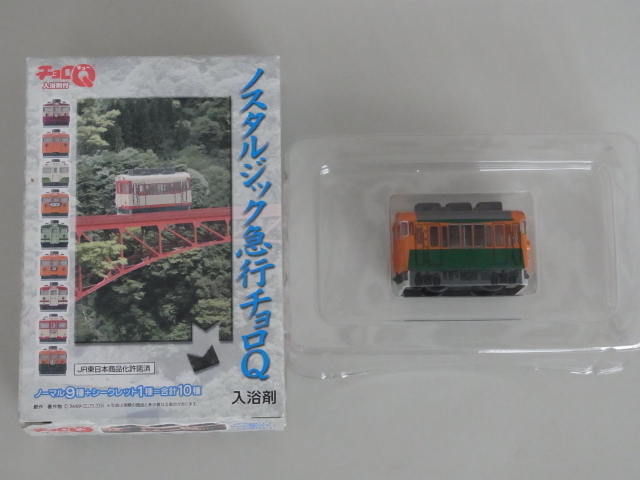 チョロQ
入浴剤付
ノスタルジック急行チョロQ
入浴剤
JR東日本商品化許諾済
ノーマル9種+シークレット1種=合計10種